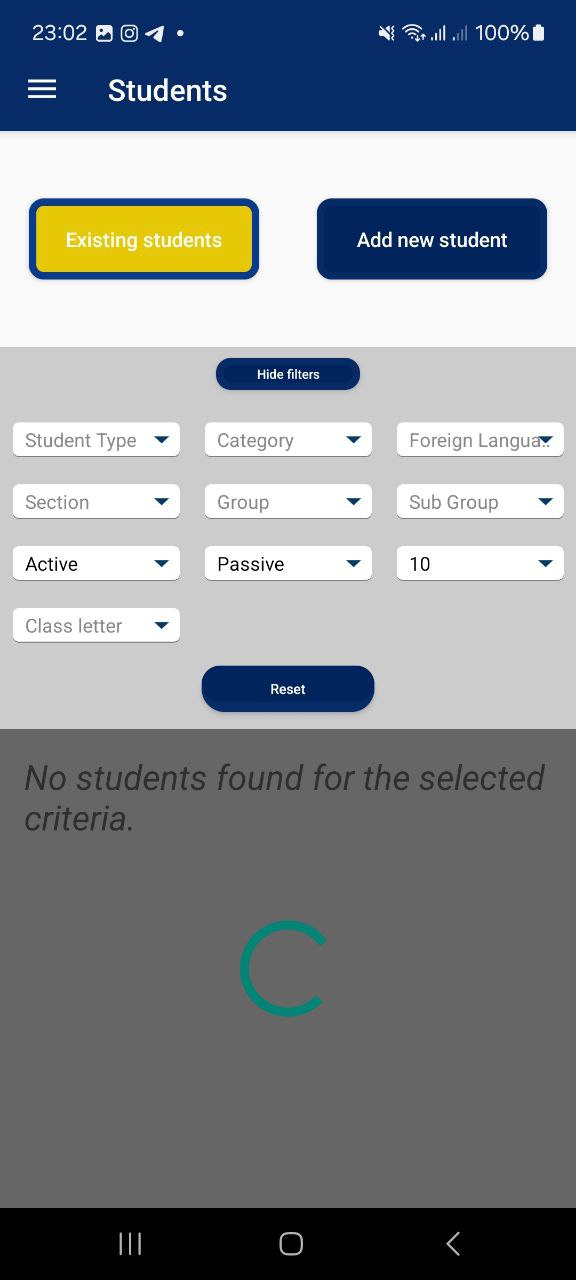 23:02
100%
Students
Existing students
Add new student
Hide filters
Student Type
Category
Foreign Langua..
Section
Group
Sub Group
Active
Passive
10
Class letter
Reset
No students found for the selected
criteria.